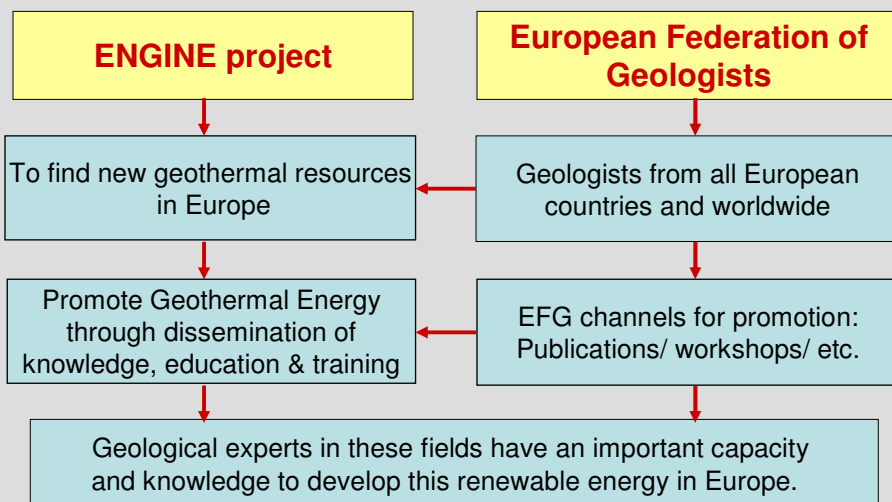 ENGINE project
European Federation of
Geologists
To find new geothermal resources
in Europe
Geologists from all European
countries and worldwide
Promote Geothermal Energy
through dissemination of
knowledge, education & training
EFG channels for promotion:
Publications/ workshops/ etc.
Geological experts in these fields have an important capacity
and knowledge to develop this renewable energy in Europe.